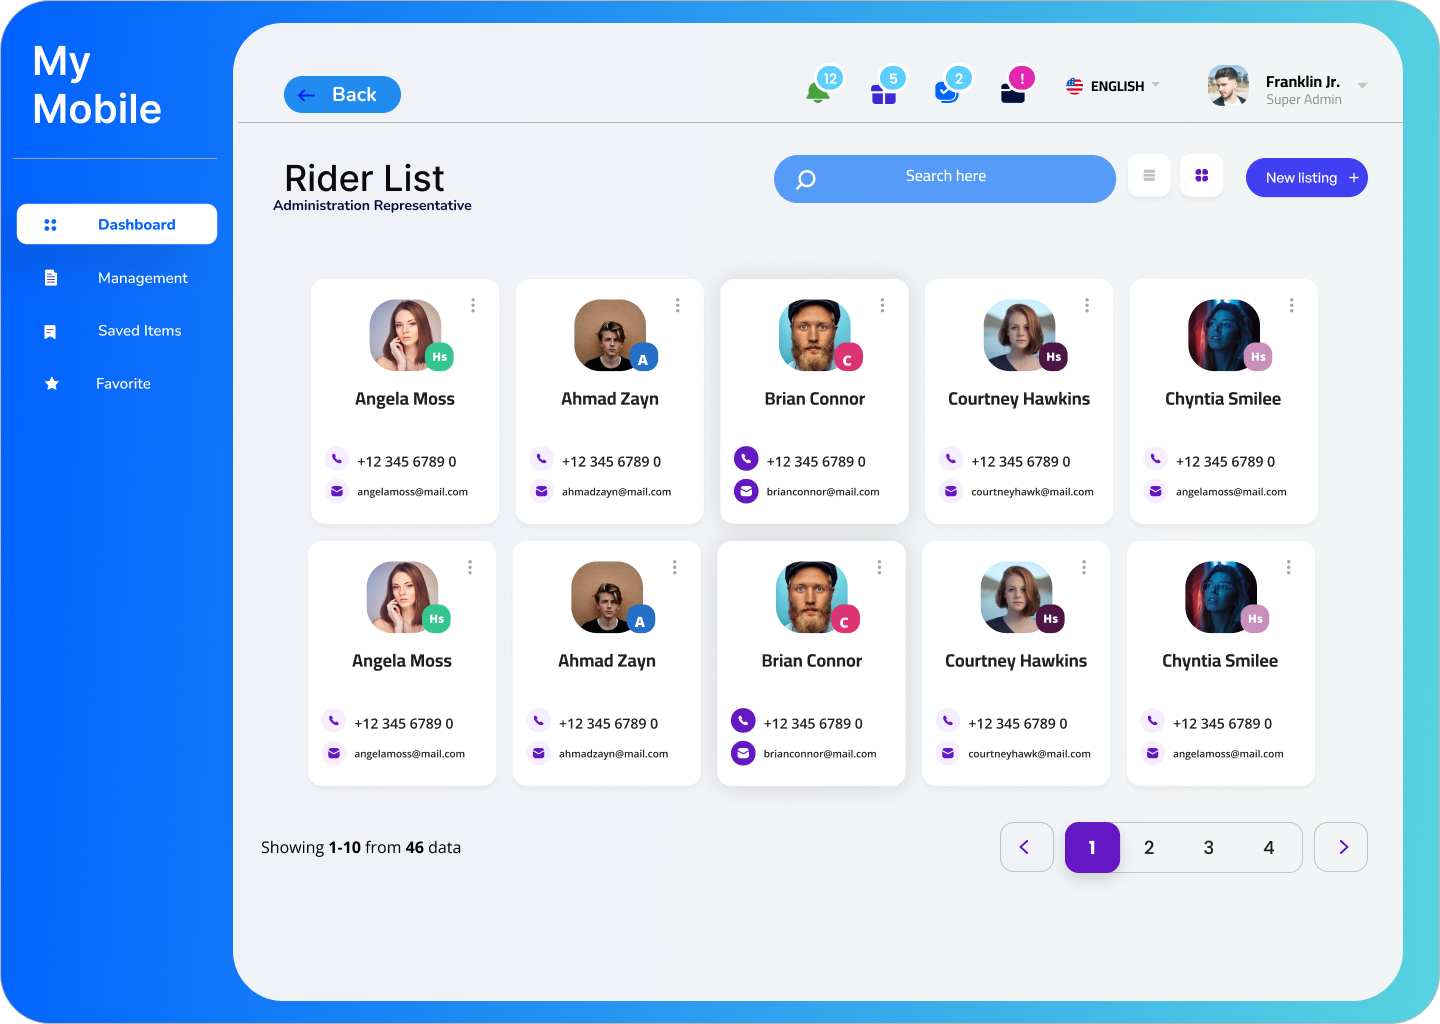 My
Mobile
Back
12
5
2
!
ENGLISH
Franklin Jr.
Super Admin
Rider List
Administration Representative
Search here
New listing +
Dashboard
Management
Saved Items
Favorite
Hs
A
C
Hs
Hs
Angela Moss
Ahmad Zayn
Brian Connor
Courtney Hawkins
Chyntia Smilee
+12 345 6789 0
+12 345 6789 0
+12 345 6789 0
+12 345 6789 0
+12 345 6789 0
angelamoss@mail.com
ahmadzayn@mail.com
brianconnor@mail.com
courtneyhawk@mail.com
angelamoss@mail.com
Hs
A
C
Hs
Hs
Angela Moss
Ahmad Zayn
Brian Connor
Courtney Hawkins
Chyntia Smilee
+12 345 6789 0
+12 345 6789 0
+12 345 6789 0
+12 345 6789 0
+12 345 6789 0
angelamoss@mail.com
ahmadzayn@mail.com
brianconnor@mail.com
courtneyhawk@mail.com
angelamoss@mail.com
Showing 1-10 from 46 data
1
2
3
4